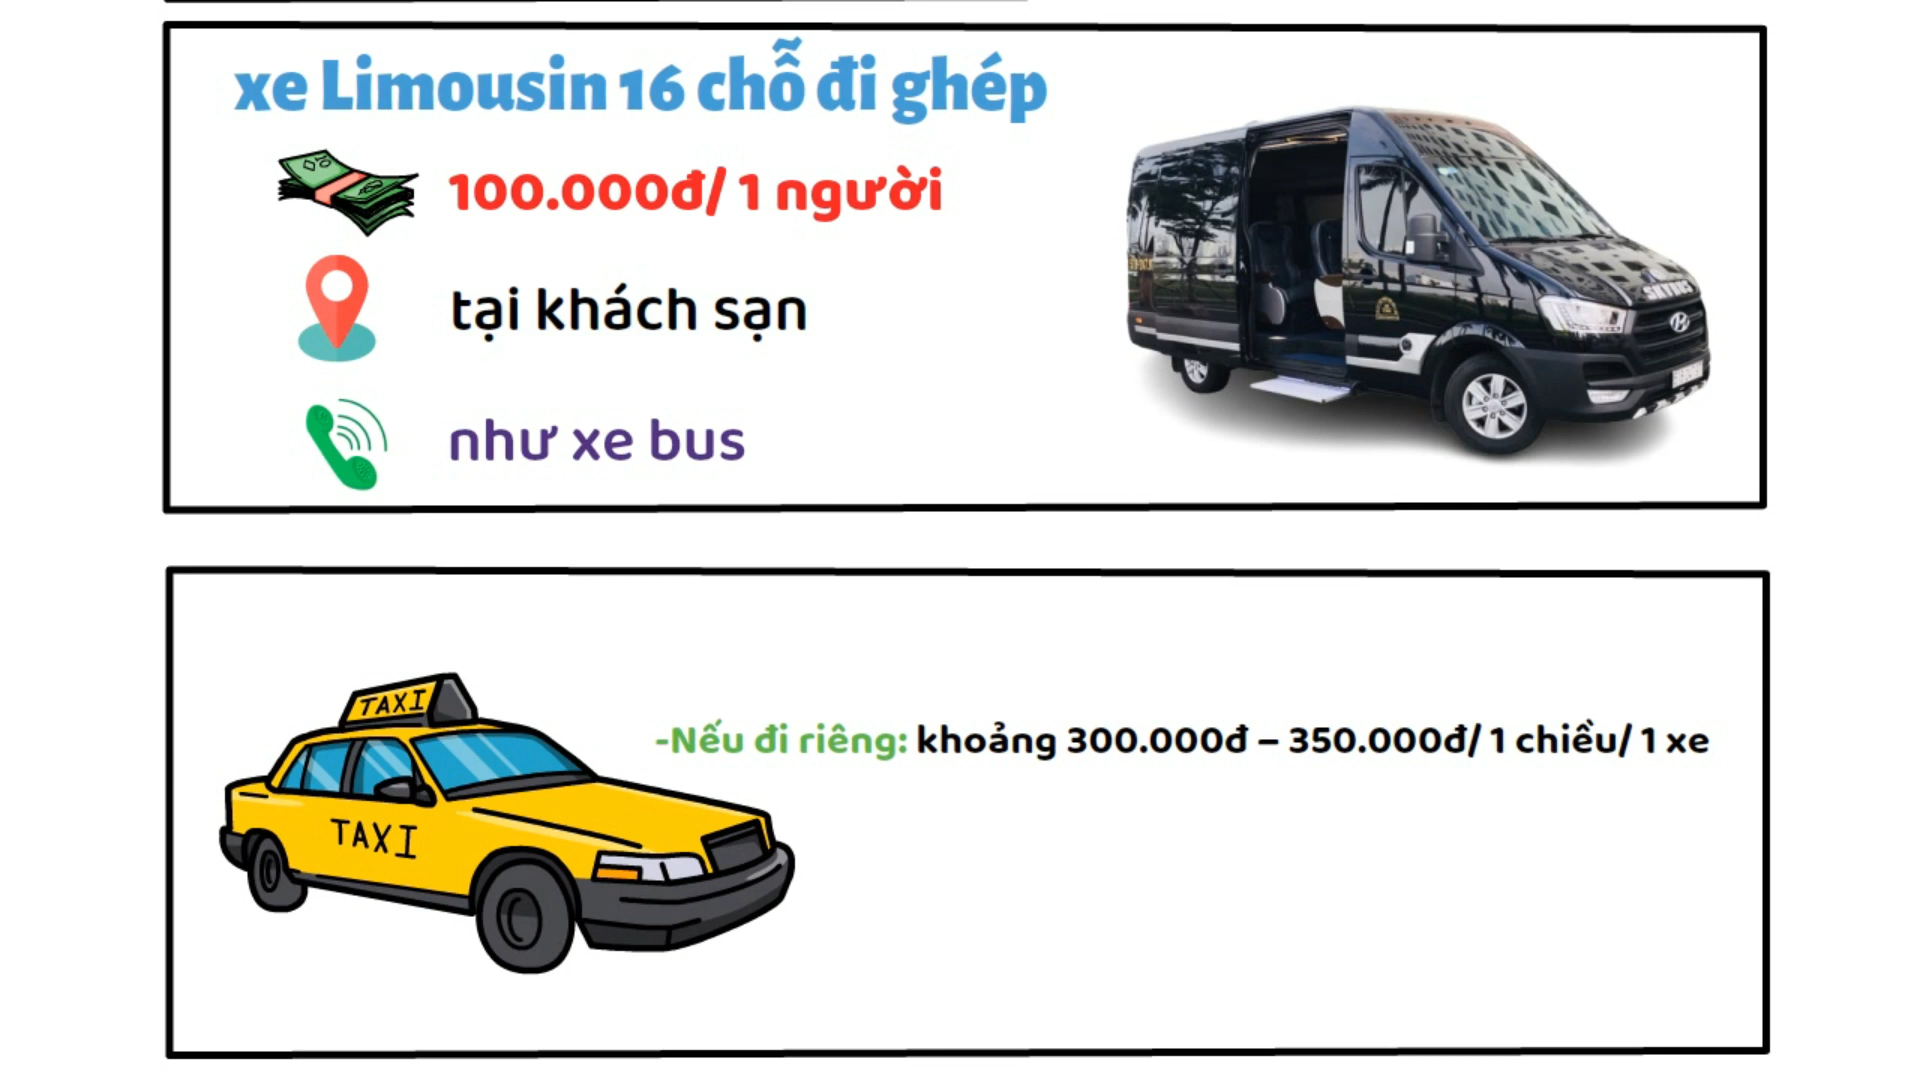 xe Limousin 16 chỗ đi ghép
100.000đ/ 1 người
tại khách sạn
như xe bus
TAXI
-Nếu đi riêng: khoảng 300.000đ – 350.000đ/ 1 chiều/ 1 xe
TAXI